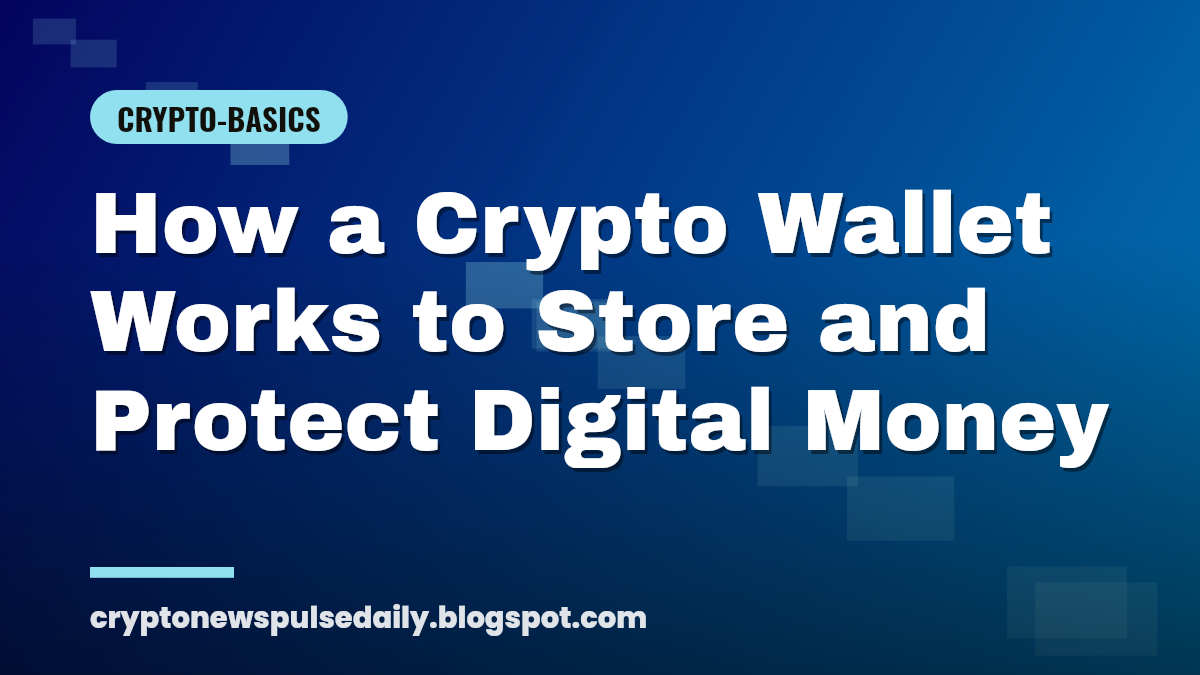 CRYPTO-BASICS
How a Crypto Wallet
Works to Store and
Protect Digital Money
cryptonewspulsedaily.blogspot.com